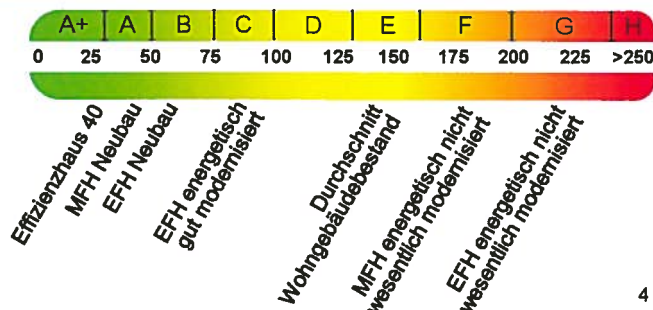 A+ A B C D E F G H
0 25 50 75 100 125 150 175 200 225 >250
Effizienzhaus 40
MFH Neubau
EFH Neubau
EFH energetisch
gut modernisiert
Durchschnitt
Wohngebäudebestand
MFH energetisch nicht
wesentlich modernisiert
EFH energetisch nicht
wesentlich modernisiert
4